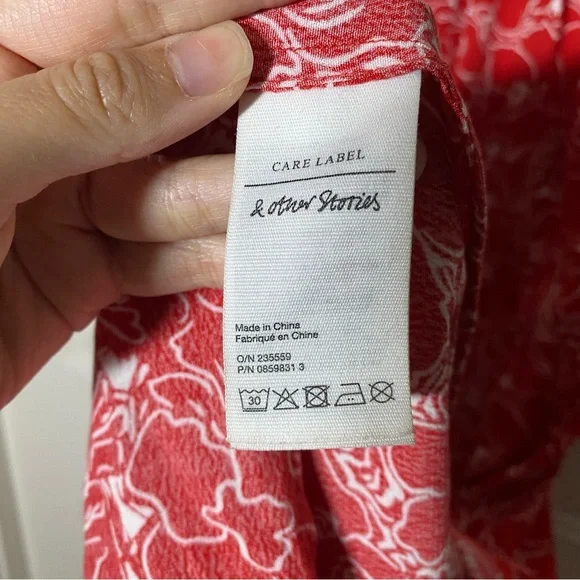 CARE LABEL
& other Stories
Made in China
Fabriqué en Chine
O/N 235559
P/N 0859831 3
30